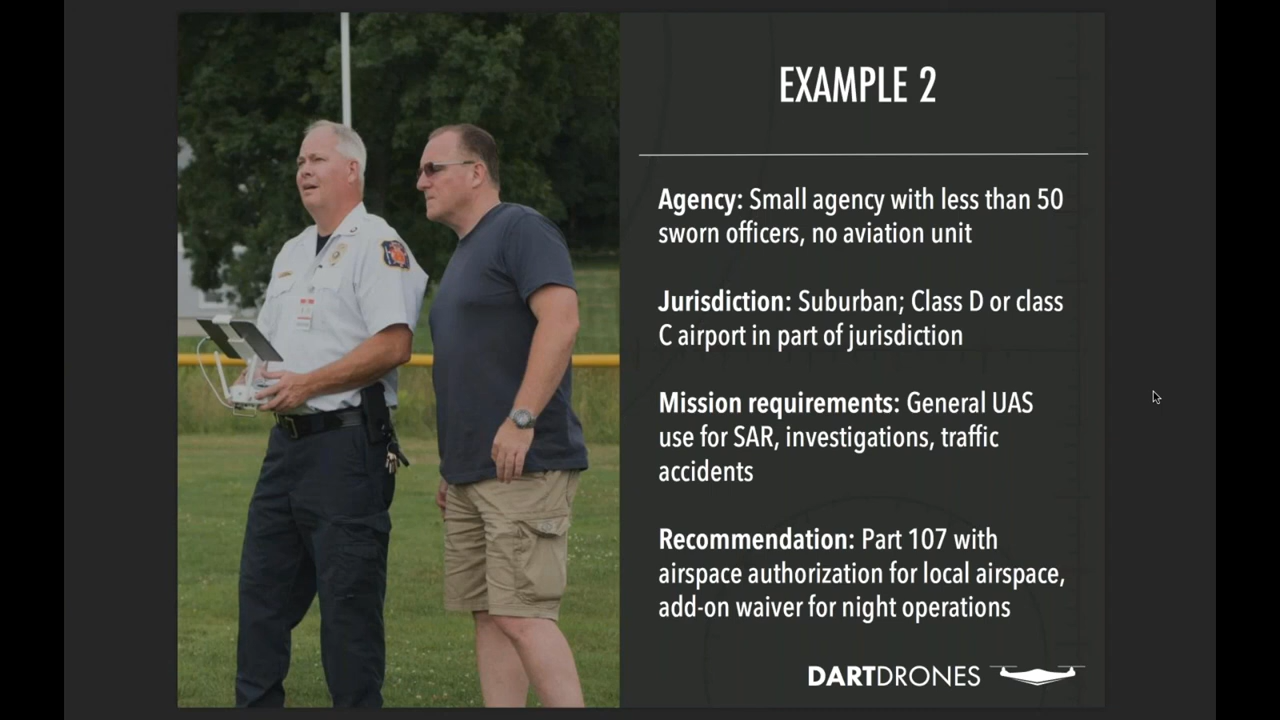 EXAMPLE 2
Agency: Small agency with less than 50
sworn officers, no aviation unit
Jurisdiction: Suburban; Class D or class
C airport in part of jurisdiction
Mission requirements: General UAS
use for SAR, investigations, traffic
accidents
Recommendation: Part 107 with
airspace authorization for local airspace,
add-on waiver for night operations
DARTDRONES